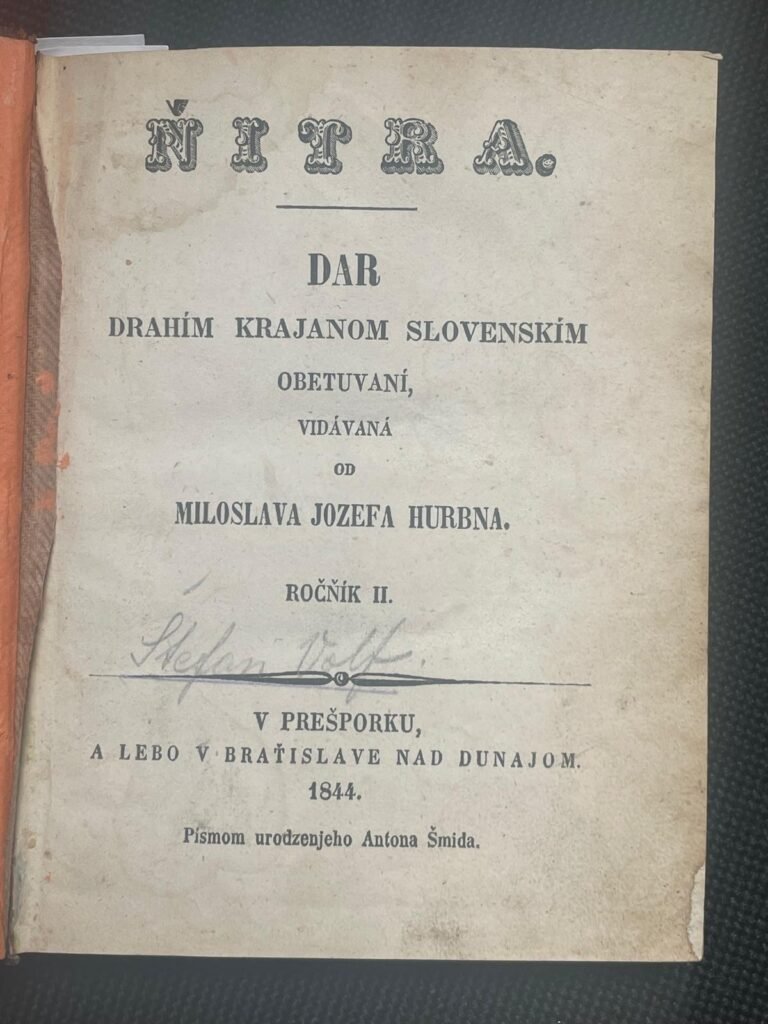 ŇITRA.
DAR
DRAHÍM KRAJANOM SLOVENSKÍM
OBETUVANÍ,
VIDÁVANÁ
OD
MILOSLAVA JOZEFA HURBNA.
ROČŇÍK II.
Štefan Volf.
V PREŠPORKU,
A LEBO V BRAŤISLAVE NAD DUNAJOM.
1844.
Písmom urodzenjeho Antona Šmida.